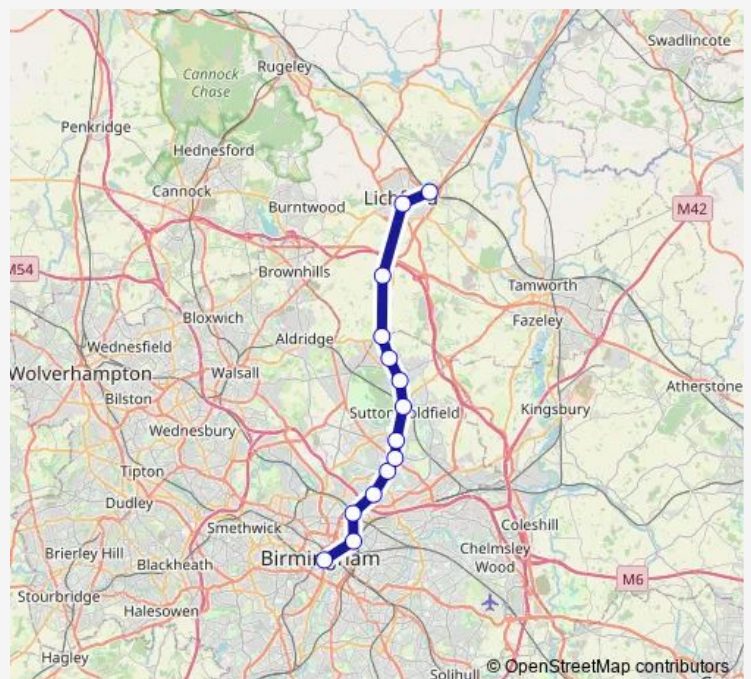 Swadlincote
Rugeley
Cannock
Chase
Penkridge
Hednesford
Cannock
Burntwood
M42
M54
Brownhills
Tamworth
Bloxwich
Fazeley
Wednesfield
Aldridge
Wolverhampton
Walsall
Atherstone
Bilston
Kingsbury
Wednesbury
Tipton
Dudley
Smethwick
Coleshill
Brierley Hill
Blackheath
Chelmsley
Wood
M6
Stourbridge
Halesowen
Hagley
Solihull
© OpenStreetMap contributors